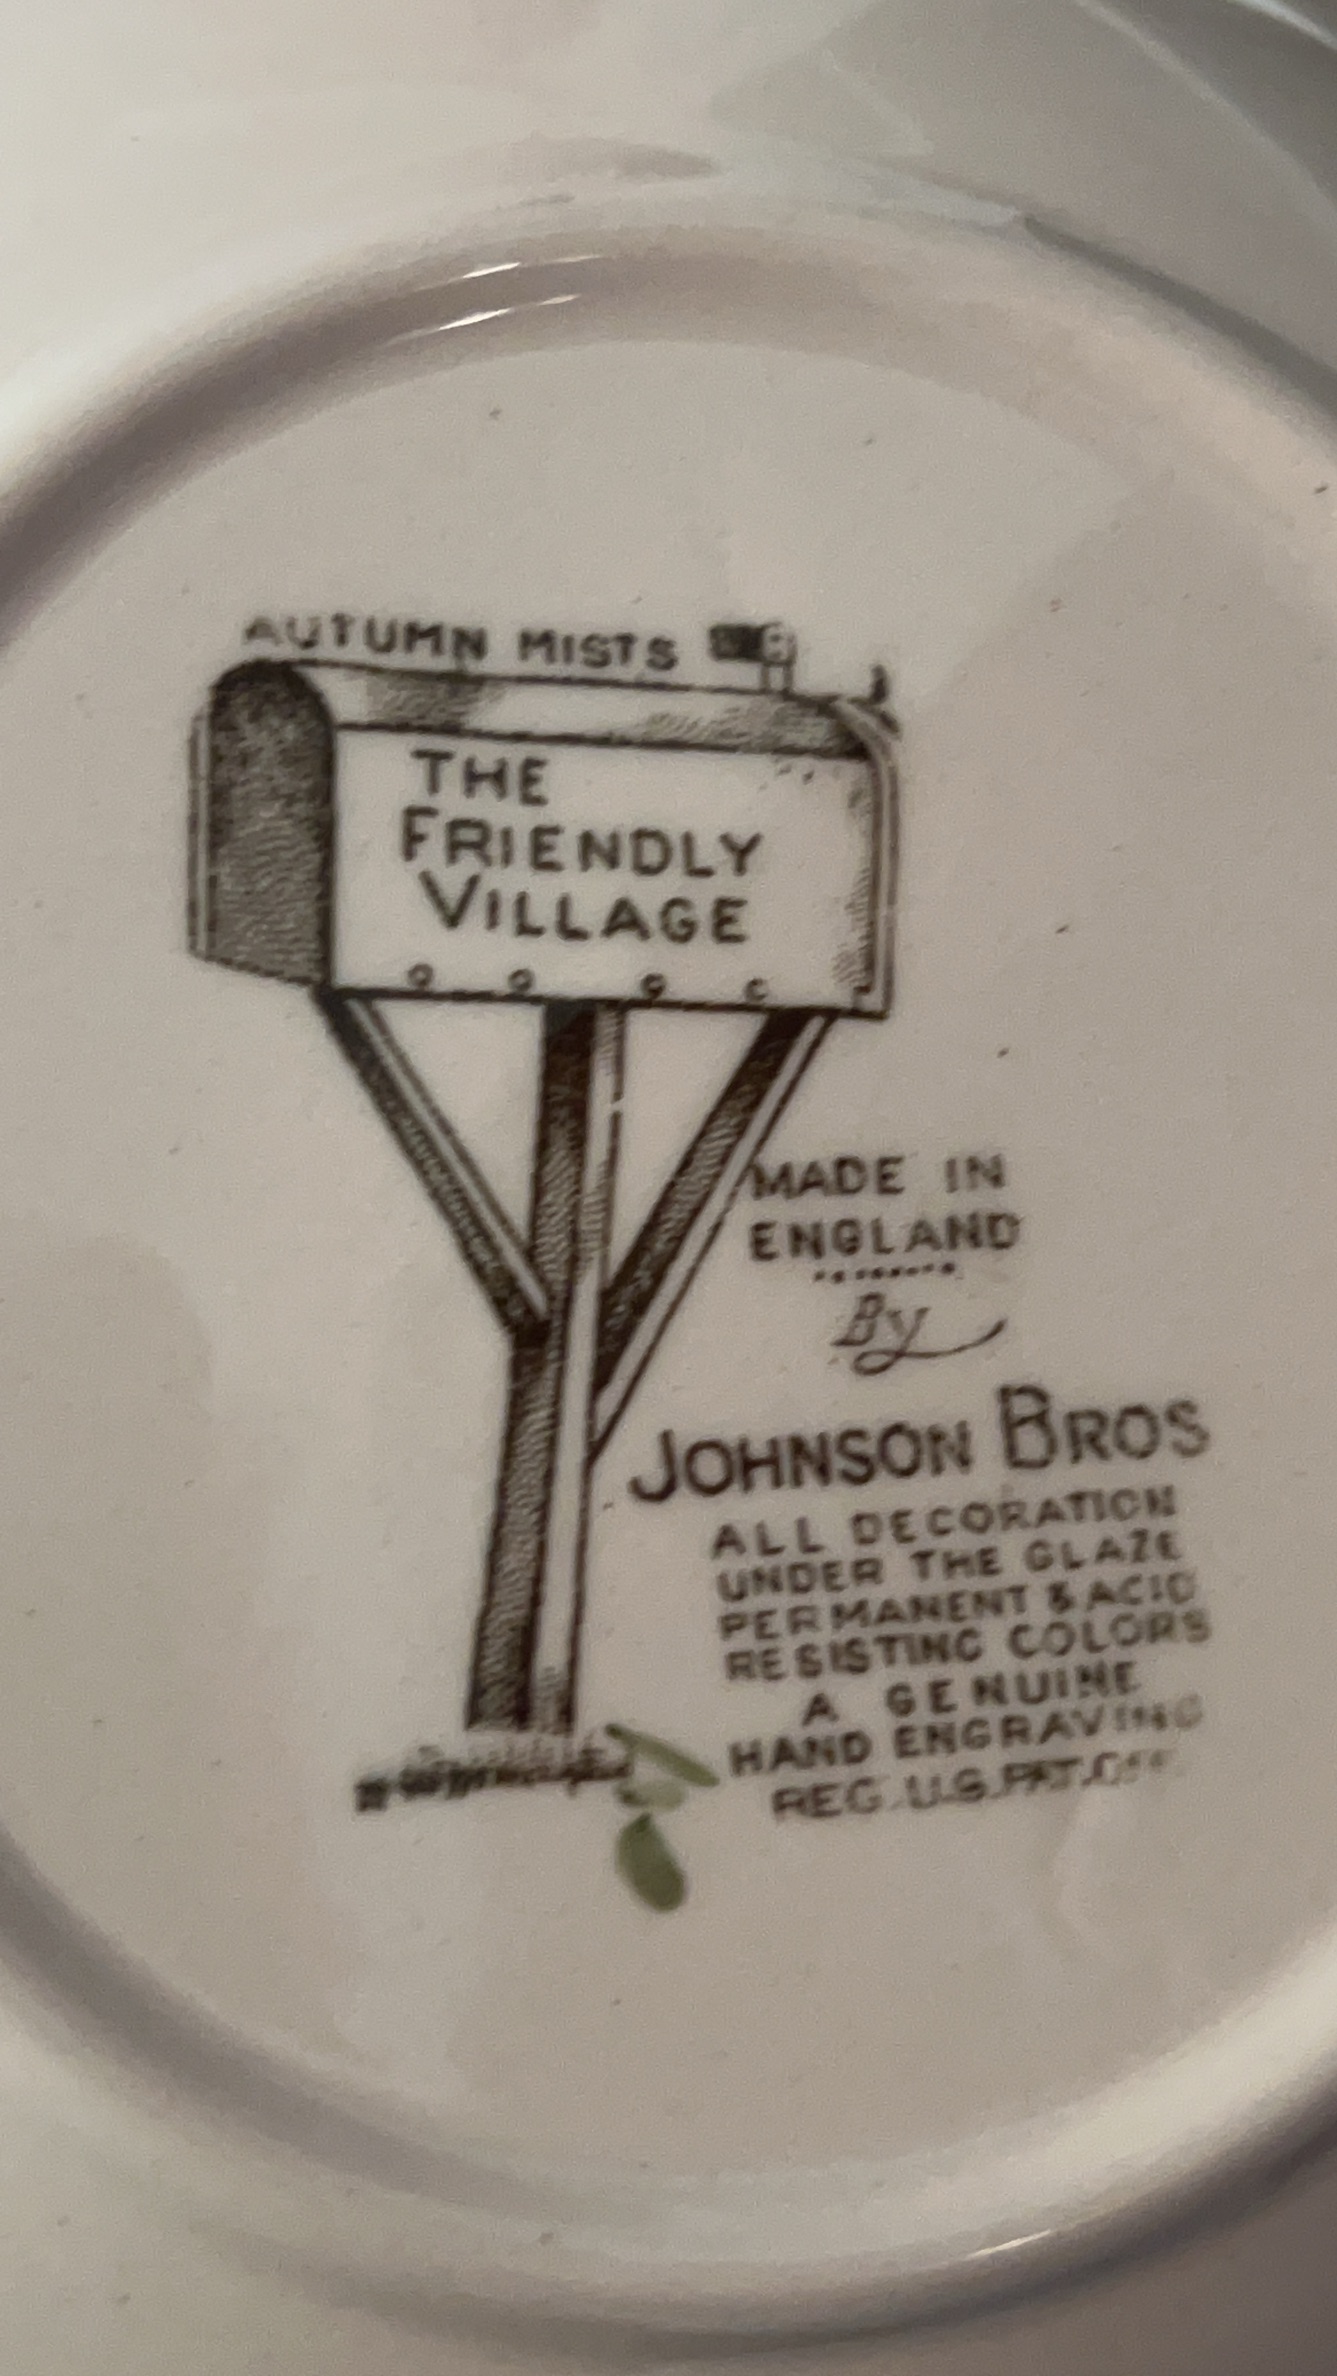 AUTUMN MISTS
THE
FRIENDLY
VILLAGE
MADE IN
ENGLAND
By
JOHNSON BROS
ALL DECORATION
UNDER THE GLAZE
PERMANENT & ACID
RESISTING COLORS
A GENUINE
HAND ENGRAVING
REG. U.S. PAT. OFF.